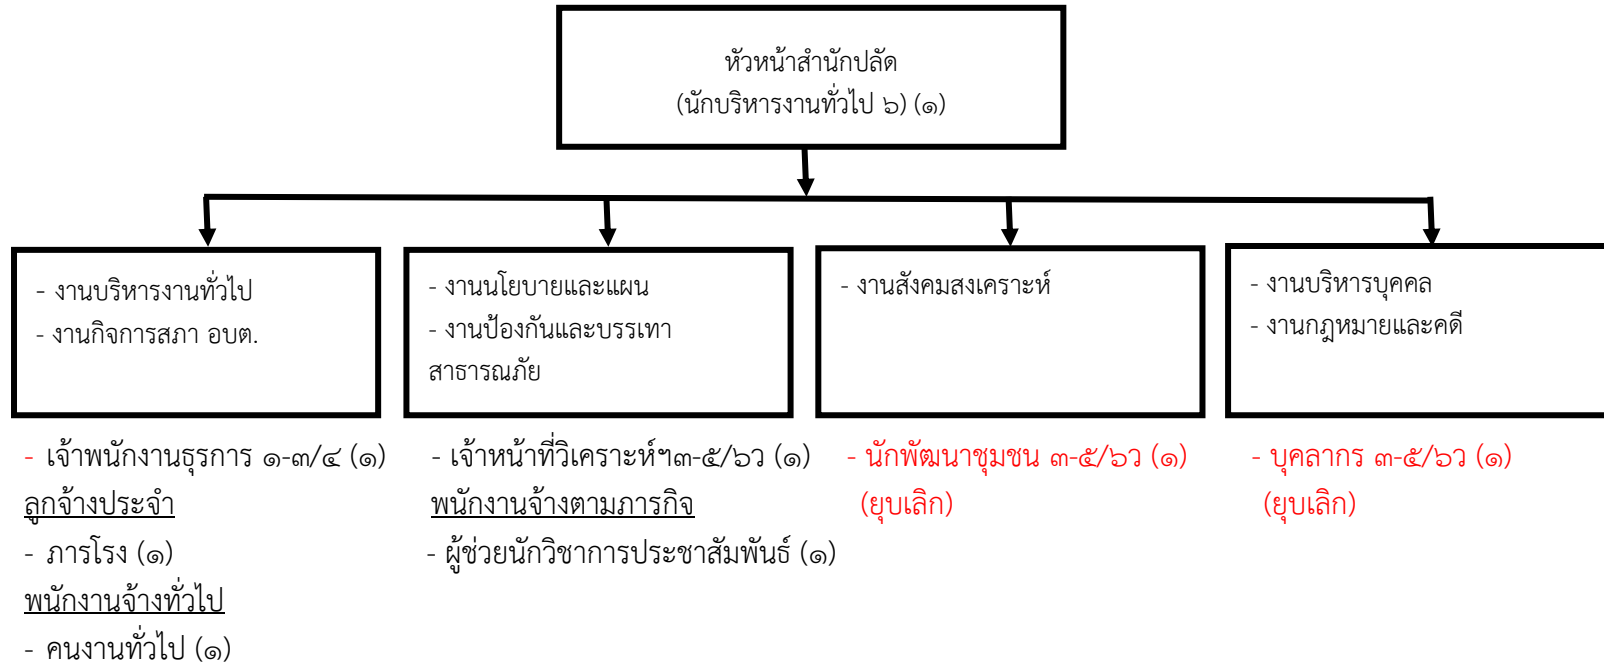 หัวหน้าสำนักปลัด
(นักบริหารงานทั่วไป ๖) (๑)
- งานบริหารงานทั่วไป
- งานกิจการสภา อบต.
- งานนโยบายและแผน
- งานป้องกันและบรรเทา
สาธารณภัย
- งานสังคมสงเคราะห์
- งานบริหารบุคคล
- งานกฎหมายและคดี
- เจ้าพนักงานธุรการ ๑-๓/๔ (๑)
ลูกจ้างประจำ
- ภารโรง (๑)
พนักงานจ้างทั่วไป
- คนงานทั่วไป (๑)
- เจ้าหน้าที่วิเคราะห์ฯ๓-๕/๖ว (๑)
พนักงานจ้างตามภารกิจ
- ผู้ช่วยนักวิชาการประชาสัมพันธ์ (๑)
- นักพัฒนาชุมชน ๓-๕/๖ว (๑)
(ยุบเลิก)
- บุคลากร ๓-๕/๖ว (๑)
(ยุบเลิก)